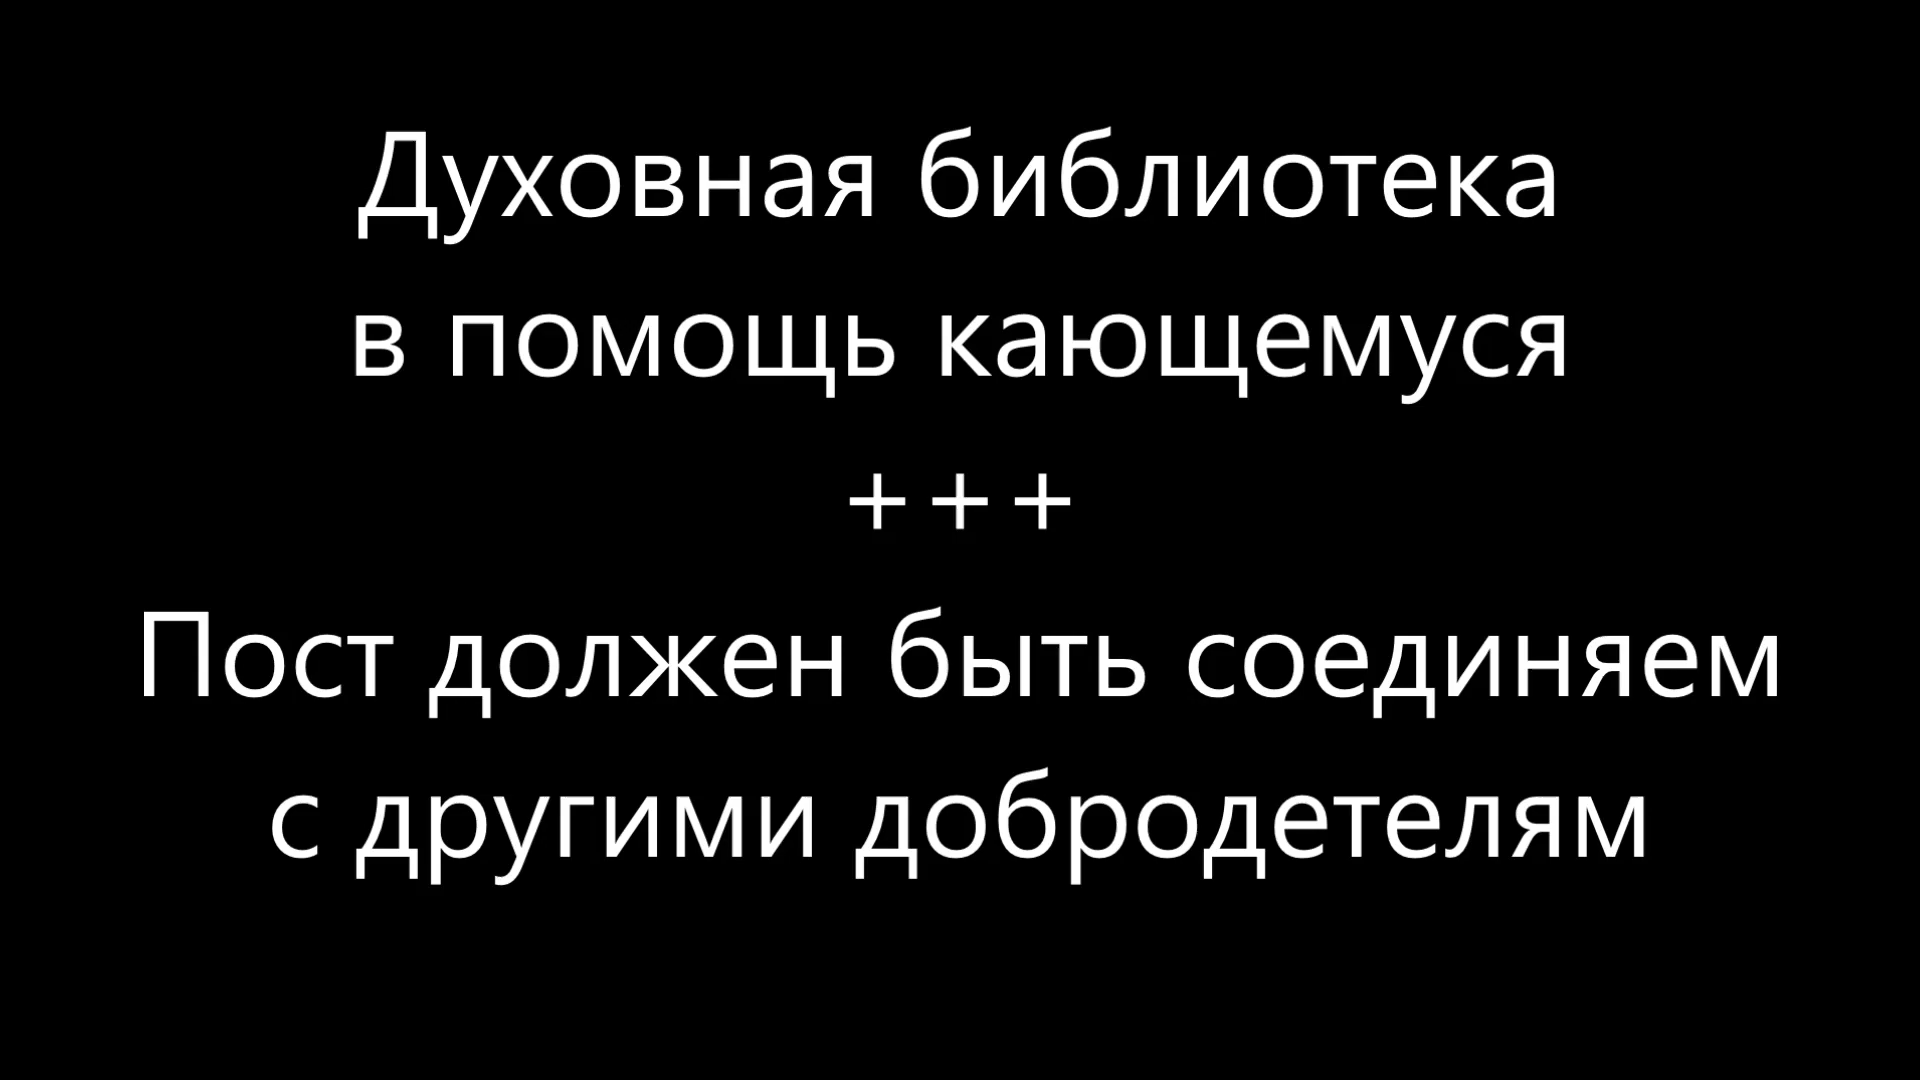 Духовная библиотека
в помощь кающемуся
+ + +
Пост должен быть соединяем
с другими добродетелям